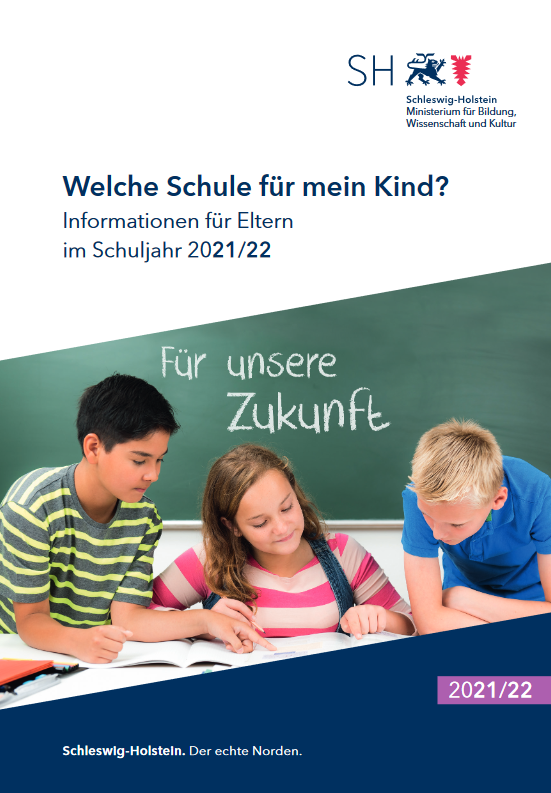 SH
Schleswig-Holstein
Ministerium für Bildung,
Wissenschaft und Kultur
Welche Schule für mein Kind?
Informationen für Eltern
im Schuljahr 2021/22
Für unsere
Zukunft
2021/22
Schleswig-Holstein. Der echte Norden.